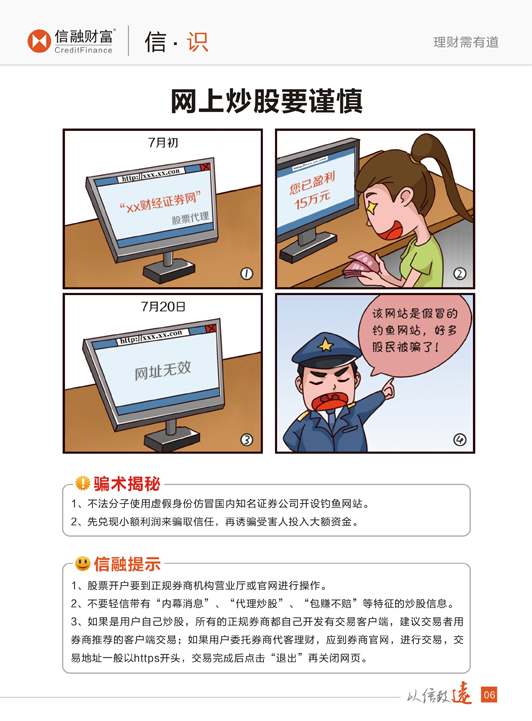 信融财富®
CreditFinance
信·识
理财需有道
网上炒股要谨慎
7月初
http://xxx.xx.con
“xx财经证券网”
股票代理
①
您已盈利
15万元
②
7月20日
http://xxx.xx.con
网址无效
③
该网站是假冒的
钓鱼网站，好多
股民被骗了！
④
骗术揭秘
1、不法分子使用虚假身份仿冒国内知名证券公司开设钓鱼网站。
2、先兑现小额利润来骗取信任，再诱骗受害人投入大额资金。
信融提示
1、股票开户要到正规券商机构营业厅或官网进行操作。
2、不要轻信带有“内幕消息”、“代理炒股”、“包赚不赔”等特征的炒股信息。
3、如果是用户自己炒股，所有的正规券商都自己开发有交易客户端，建议交易者用
券商推荐的客户端交易；如果用户委托券商代客理财，应到券商官网，进行交易，交
易地址一般以https开头，交易完成后点击“退出”再关闭网页。
以信致远
06